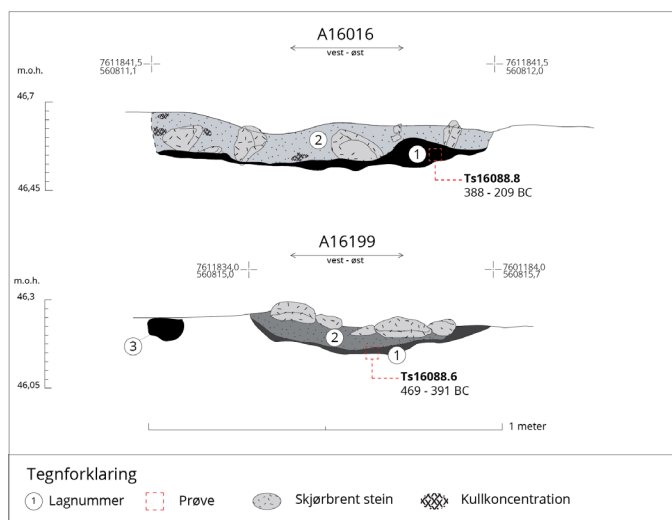 A16016
vest - øst
7611841,5
560811,1
7611841,5
560812,0
m.o.h.
46,7
2
1
46,45
Ts16088.8
388 - 209 BC
A16199
vest - øst
7611834,0
560815,0
7601184,0
560815,7
m.o.h.
46,3
3
2
1
46,05
Ts16088.6
469 - 391 BC
1 meter
Tegnforklaring
1 Lagnummer Prøve Skjørbrent stein Kullkoncentration